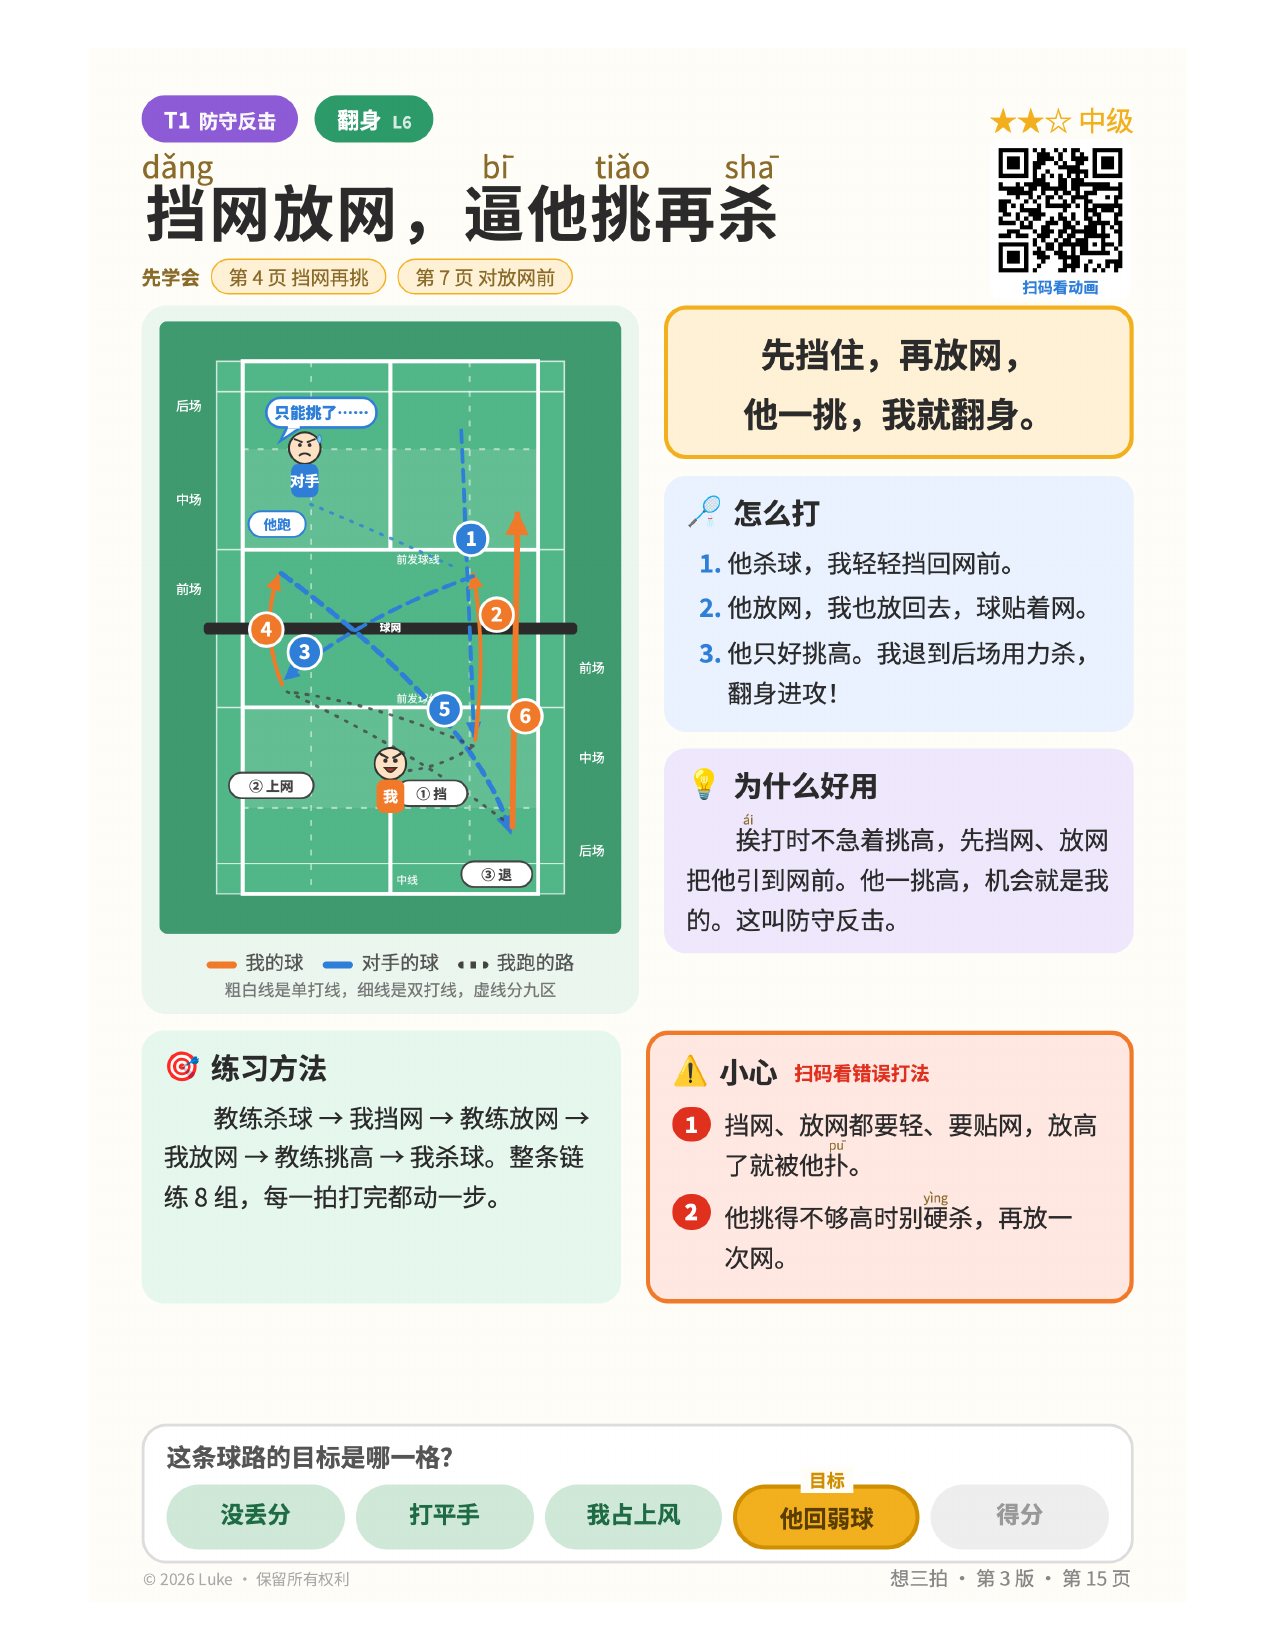 T1 防守反击 翻身 L6
★★☆ 中级
dǎng bī tiǎo shā
挡网放网，逼他挑再杀
先学会 第 4 页 挡网再挑 第 7 页 对放网前
扫码看动画
后场
只能挑了……
对手
中场
他跑
1
前发球线
前场
2
4
球网
3
前场
5
6
中场
② 上网
我
① 挡
后场
③ 退
中线
我的球 对手的球 我跑的路
粗白线是单打线，细线是双打线，虚线分九区
先挡住，再放网，
他一挑，我就翻身。
怎么打
1. 他杀球，我轻轻挡回网前。
2. 他放网，我也放回去，球贴着网。
3. 他只好挑高。我退到后场用力杀，
翻身进攻！
为什么好用
ái
挨打时不急着挑高，先挡网、放网
把他引到网前。他一挑高，机会就是我
的。这叫防守反击。
练习方法
教练杀球 → 我挡网 → 教练放网 →
我放网 → 教练挑高 → 我杀球。整条链
练 8 组，每一拍打完都动一步。
小心 扫码看错误打法
1 挡网、放网都要轻、要贴网，放高
pū
了就被他扑。
yìng
2 他挑得不够高时别硬杀，再放一
次网。
这条球路的目标是哪一格？
目标
没丢分 打平手 我占上风 他回弱球 得分
© 2026 Luke · 保留所有权利
想三拍 · 第 3 版 · 第 15 页